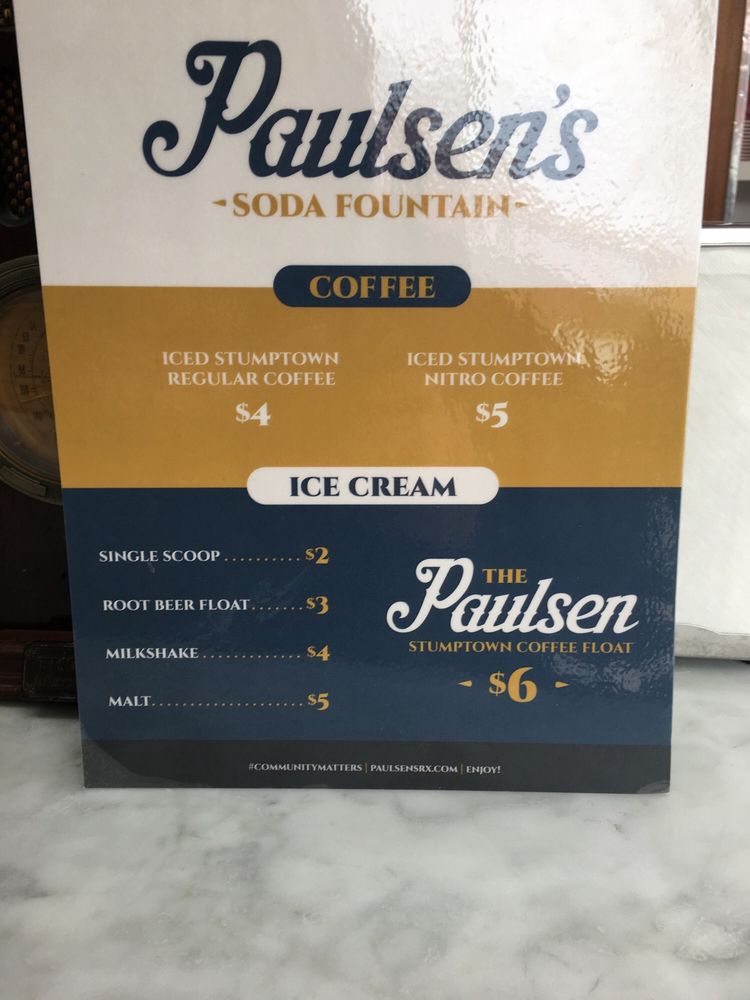 Paulsen's
SODA FOUNTAIN
COFFEE
ICED STUMPTOWN
REGULAR COFFEE
$4
ICED STUMPTOWN
NITRO COFFEE
$5
ICE CREAM
SINGLE SCOOP .......... $2
ROOT BEER FLOAT....... $3
MILKSHAKE ............. $4
MALT.................... $5
THE
Paulsen
STUMPTOWN COFFEE FLOAT
- $6 -
#COMMUNITYMATTERS | PAULSENSRX.COM | ENJOY!